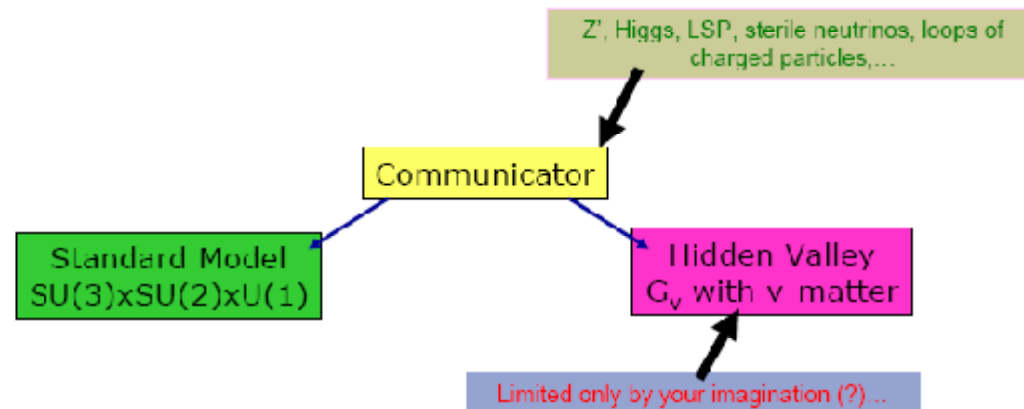 Z', Higgs, LSP, sterile neutrinos, loops of
charged particles,...
Communicator
Standard Model
SU(3)xSU(2)xU(1)
Hidden Valley
Gv with v matter
Limited only by your imagination (?)...